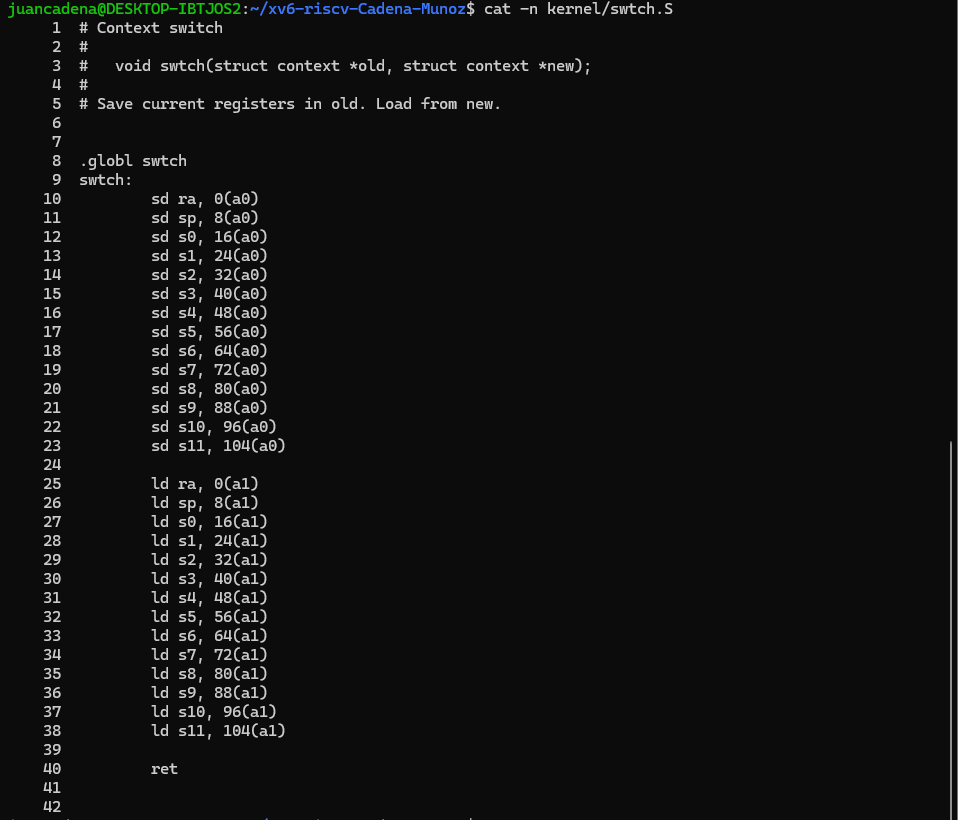 juancadena@DESKTOP-IBTJOS2:~/xv6-riscv-Cadena-Munoz$ cat -n kernel/swtch.S
     1  # Context switch
     2  #
     3  #   void swtch(struct context *old, struct context *new);
     4  #
     5  # Save current registers in old. Load from new.
     6
     7
     8  .globl swtch
     9  swtch:
    10          sd ra, 0(a0)
    11          sd sp, 8(a0)
    12          sd s0, 16(a0)
    13          sd s1, 24(a0)
    14          sd s2, 32(a0)
    15          sd s3, 40(a0)
    16          sd s4, 48(a0)
    17          sd s5, 56(a0)
    18          sd s6, 64(a0)
    19          sd s7, 72(a0)
    20          sd s8, 80(a0)
    21          sd s9, 88(a0)
    22          sd s10, 96(a0)
    23          sd s11, 104(a0)
    24
    25          ld ra, 0(a1)
    26          ld sp, 8(a1)
    27          ld s0, 16(a1)
    28          ld s1, 24(a1)
    29          ld s2, 32(a1)
    30          ld s3, 40(a1)
    31          ld s4, 48(a1)
    32          ld s5, 56(a1)
    33          ld s6, 64(a1)
    34          ld s7, 72(a1)
    35          ld s8, 80(a1)
    36          ld s9, 88(a1)
    37          ld s10, 96(a1)
    38          ld s11, 104(a1)
    39
    40          ret
    41
    42